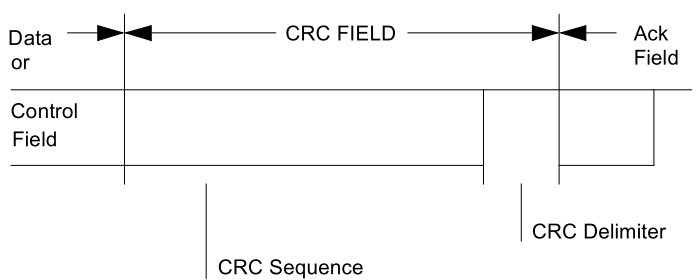 Data
or
CRC FIELD
Ack
Field
Control
Field
CRC Delimiter
CRC Sequence